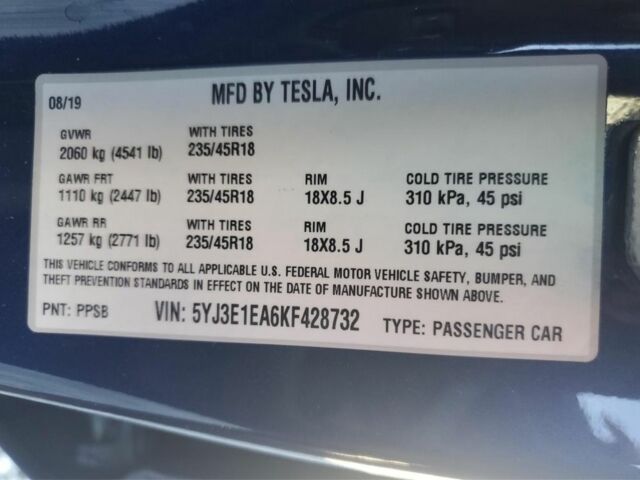 08/19 MFD BY TESLA, INC.
GVWR WITH TIRES
2060 kg (4541 lb) 235/45R18
GAWR FRT WITH TIRES RIM COLD TIRE PRESSURE
1110 kg (2447 lb) 235/45R18 18X8.5 J 310 kPa, 45 psi
GAWR RR WITH TIRES RIM COLD TIRE PRESSURE
1257 kg (2771 lb) 235/45R18 18X8.5 J 310 kPa, 45 psi
THIS VEHICLE CONFORMS TO ALL APPLICABLE U.S. FEDERAL MOTOR VEHICLE SAFETY, BUMPER, AND
THEFT PREVENTION STANDARDS IN EFFECT ON THE DATE OF MANUFACTURE SHOWN ABOVE.
PNT: PPSB VIN: 5YJ3E1EA6KF428732 TYPE: PASSENGER CAR